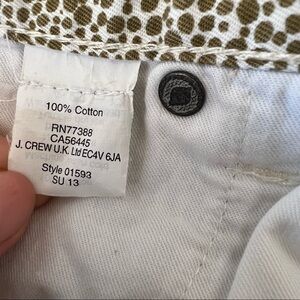 100% Cotton
RN77388
CA56445
J. CREW U.K. Ltd EC4V 6JA
Style 01593
SU 13